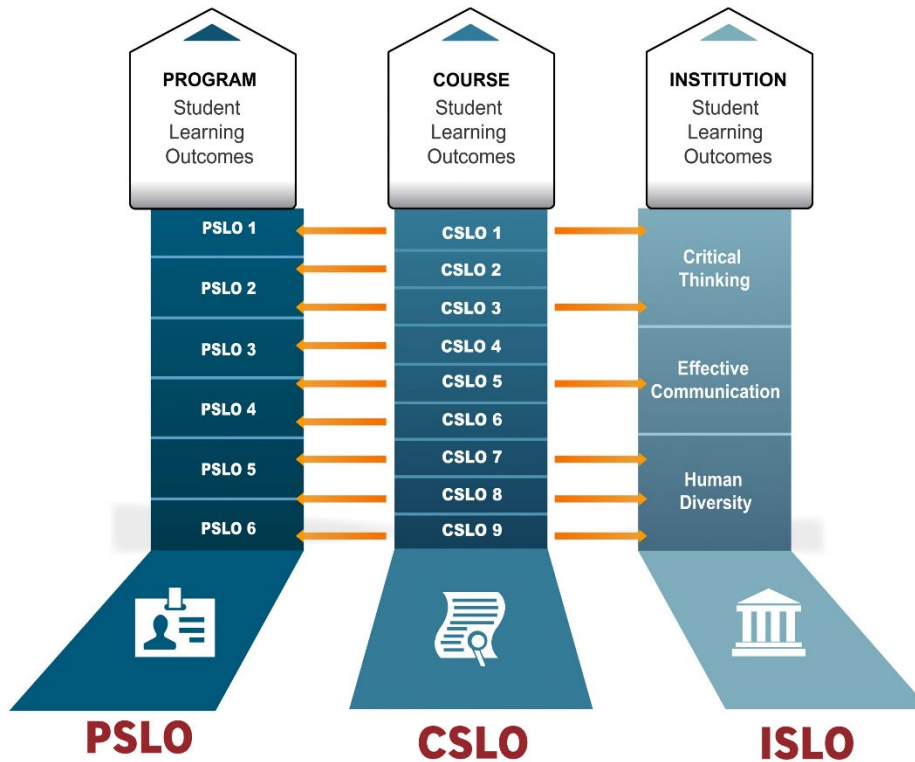 PROGRAM
Student
Learning
Outcomes
COURSE
Student
Learning
Outcomes
INSTITUTION
Student
Learning
Outcomes
PSLO 1
PSLO 2
PSLO 3
PSLO 4
PSLO 5
PSLO 6
CSLO 1
CSLO 2
CSLO 3
CSLO 4
CSLO 5
CSLO 6
CSLO 7
CSLO 8
CSLO 9
Critical
Thinking
Effective
Communication
Human
Diversity
PSLO
CSLO
ISLO